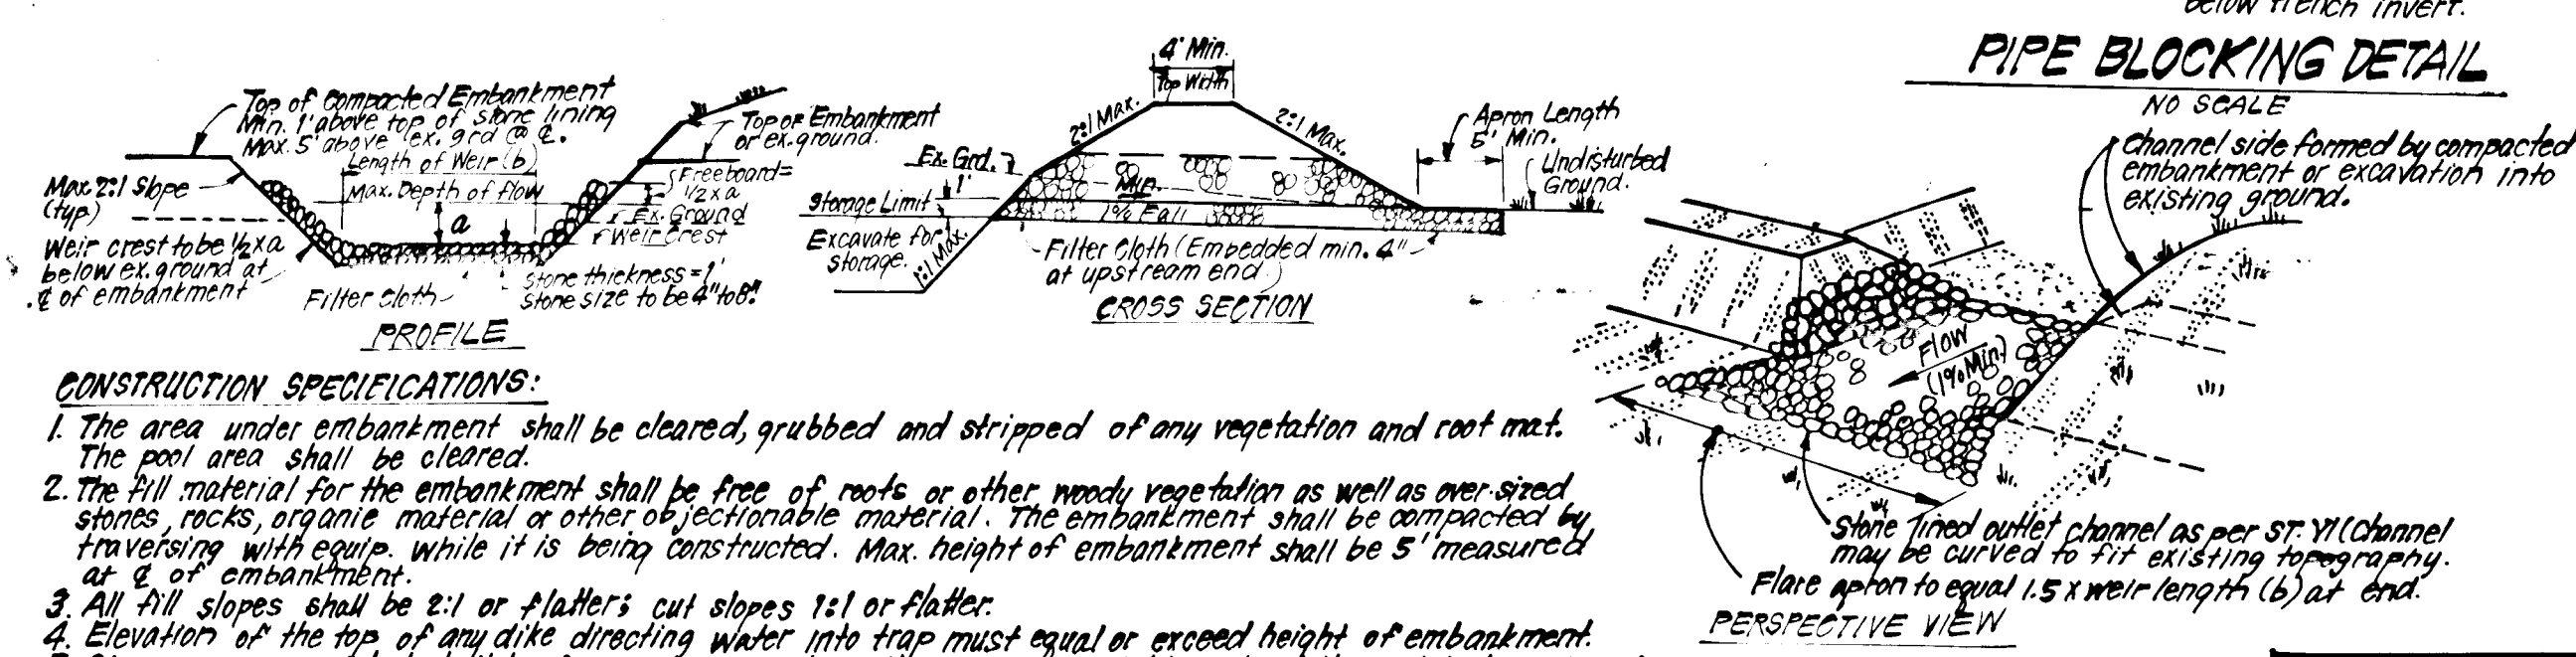 below trench invert.
PIPE BLOCKING DETAIL
NO SCALE
Top of Compacted Embankment
Min. 1' above top of stone lining
Max. 5' above ex. grd @ ℄.
Length of Weir (b)
Max. Depth of flow
Max 2:1 Slope
(typ.)
Weir crest to be 1/2 x a
below ex. ground at
℄ of embankment
a
Top of Embankment
or ex. ground.
Freeboard =
1/2 x a
Ex. Ground
Weir Crest
Filter Cloth
Stone thickness = 1'
Stone size to be 4" to 8".
PROFILE
4' Min.
Top Width
2:1 Max.
2:1 Max.
Apron Length
5' Min.
Undisturbed
Ground.
Ex. Grd.
1'
Storage Limit
Min.
1% Fall
Excavate for
storage.
1:1 Max.
Filter Cloth (Embedded min. 4"
at upstream end)
CROSS SECTION
Channel side formed by compacted
embankment or excavation into
existing ground.
Flow
(1% Min.)
Stone lined outlet channel as per ST. VI (Channel
may be curved to fit existing topography.
Flare apron to equal 1.5 x weir length (b) at end.
PERSPECTIVE VIEW
CONSTRUCTION SPECIFICATIONS:
1. The area under embankment shall be cleared, grubbed and stripped of any vegetation and root mat.
The pool area shall be cleared.
2. The fill material for the embankment shall be free of roots or other woody vegetation as well as over-sized
stones, rocks, organic material or other objectionable material. The embankment shall be compacted by
traversing with equip. while it is being constructed. Max. height of embankment shall be 5' measured
at ℄ of embankment.
3. All fill slopes shall be 2:1 or flatter; cut slopes 1:1 or flatter.
4. Elevation of the top of any dike directing water into trap must equal or exceed height of embankment.